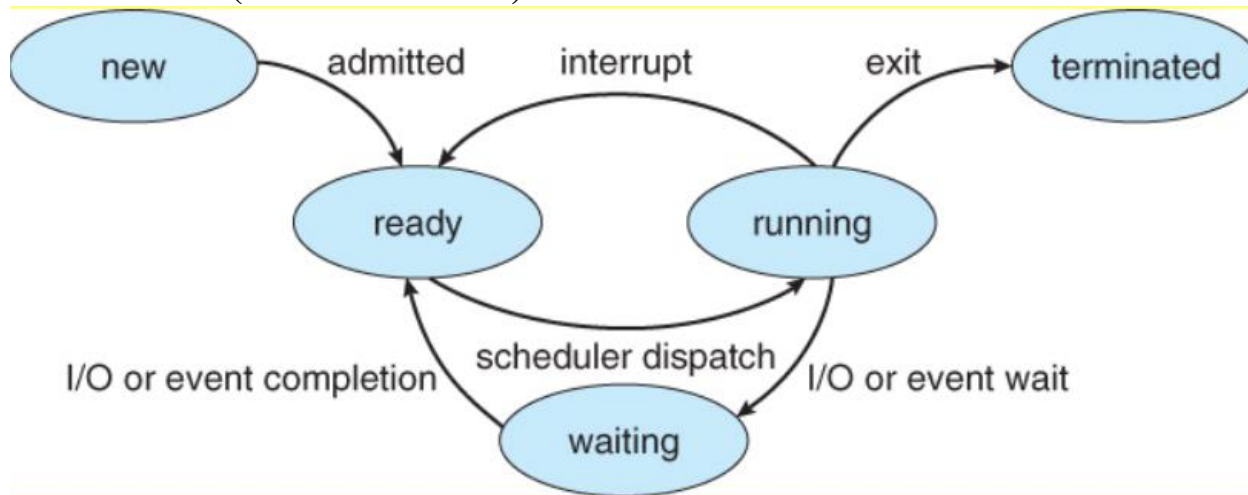 new
admitted
interrupt
exit
terminated
ready
running
scheduler dispatch
I/O or event completion
I/O or event wait
waiting